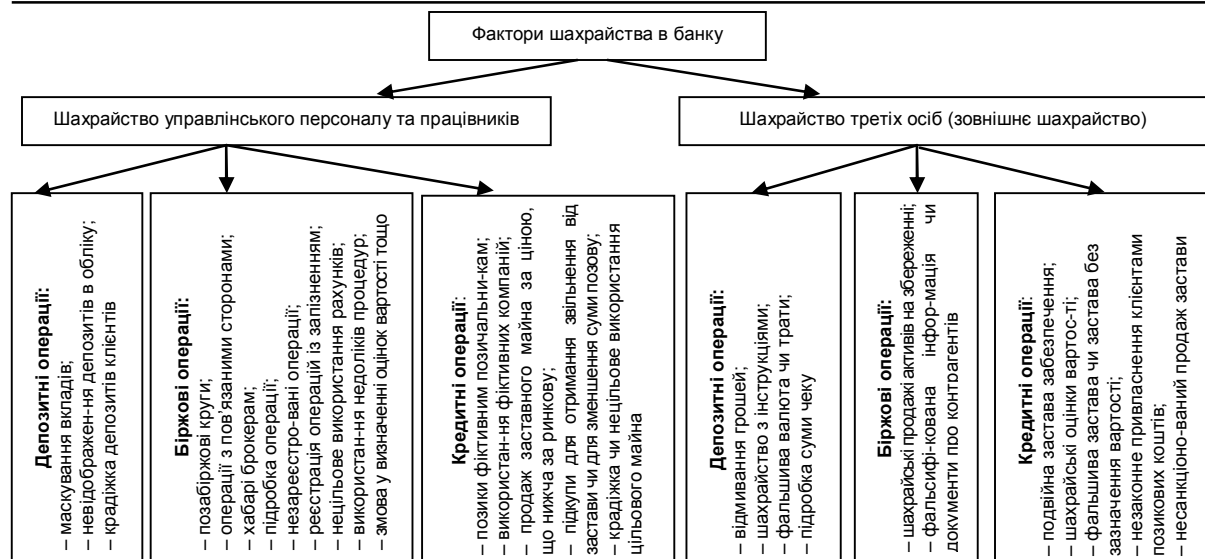 Фактори шахрайства в банку
Шахрайство управлінського персоналу та працівників
Шахрайство третіх осіб (зовнішнє шахрайство)
Депозитні операції:
– маскування вкладів;
– невідображен-ня депозитів в обліку;
– крадіжка депозитів клієнтів
Біржові операції:
– позабіржові круги;
– операції з пов'язаними сторонами;
– хабарі брокерам;
– підробка операції;
– незареєстро-вані операції;
– реєстрація операцій із запізненням;
– нецільове використання рахунків;
– використан-ня недоліків процедур;
– змова у визначенні оцінок вартості тощо
Кредитні операції:
– позики фіктивним позичальни-кам;
– використан-ня фіктивних компаній;
– продаж заставного майна за ціною,
що нижча за ринкову;
– підкупи для отримання звільнення від
застави чи для зменшення суми позову;
– крадіжка чи нецільове використання
цільового майна
Депозитні операції:
– відмивання грошей;
– шахрайство з інструкціями;
– фальшива валюта чи трати;
– підробка суми чеку
Біржові операції:
– шахрайські продажі активів на збереженні;
– фальсифі-кована інфор-мація чи
документи про контрагентів
Кредитні операції:
– подвійна застава забезпечення;
– шахрайські оцінки вартос-ті;
– фальшива застава чи застава без
зазначення вартості;
– незаконне привласнення клієнтами
позикових коштів;
– несанкціоно-ваний продаж застави